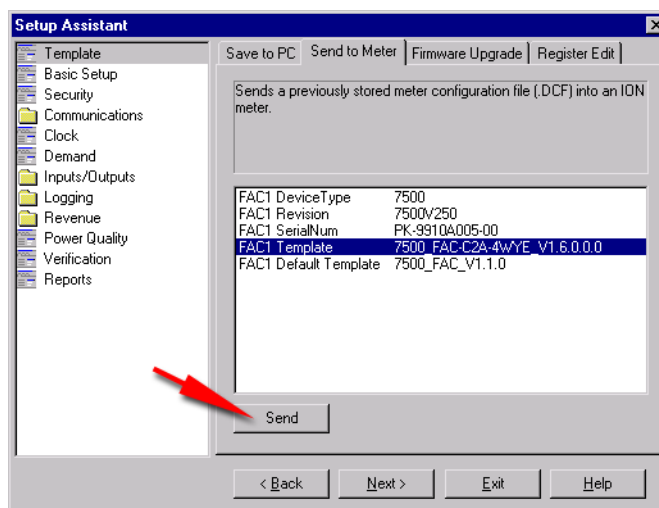 Setup Assistant
Template
Basic Setup
Security
Communications
Clock
Demand
Inputs/Outputs
Logging
Revenue
Power Quality
Verification
Reports
Save to PC
Send to Meter
Firmware Upgrade
Register Edit
Sends a previously stored meter configuration file (.DCF) into an ION
meter.
FAC1 DeviceType 7500
FAC1 Revision 7500V250
FAC1 SerialNum PK-9910A005-00
FAC1 Template 7500_FAC-C2A-4WYE_V1.6.0.0.0
FAC1 Default Template 7500_FAC_V1.1.0
Send
< Back
Next >
Exit
Help